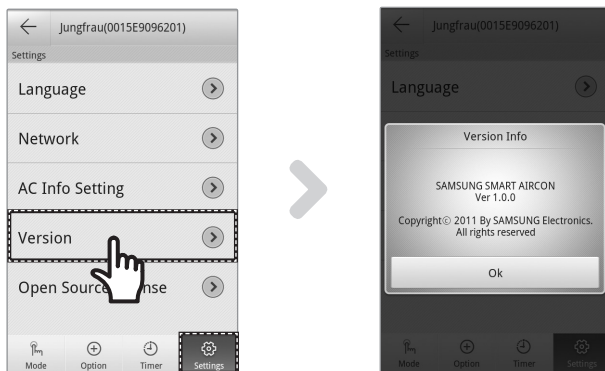 Jungfrau(0015E9096201)
Settings
Language
Network
AC Info Setting
Version
Open Source
Mode Option Timer Settings
Jungfrau(0015E9096201)
Settings
Language
Version Info
SAMSUNG SMART AIRCON
Ver 1.0.0
Copyright© 2011 By SAMSUNG Electronics.
All rights reserved
Ok
Mode Option Timer Settings